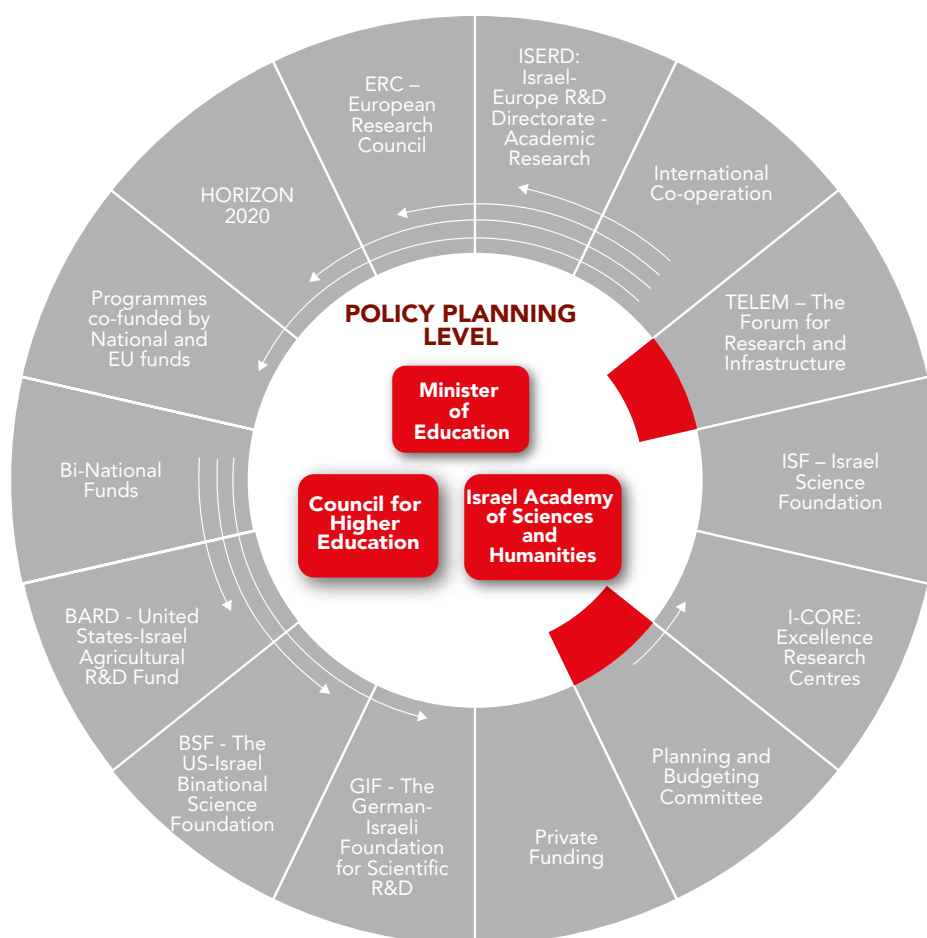 ISERD:
Israel-
Europe R&D
Directorate -
Academic
Research
International
Co-operation
TELEM – The
Forum for
Research and
Infrastructure
ISF – Israel
Science
Foundation
I-CORE:
Excellence
Research
Centres
Planning and
Budgeting
Committee
Private
Funding
GIF - The
German-
Israeli
Foundation
for Scientific
R&D
BSF - The
US-Israel
Binational
Science
Foundation
BARD - United
States-Israel
Agricultural
R&D Fund
Bi-National
Funds
Programmes
co-funded by
National and
EU funds
HORIZON
2020
ERC –
European
Research
Council
POLICY PLANNING
LEVEL
Minister
of
Education
Council for
Higher
Education
Israel Academy
of Sciences
and
Humanities